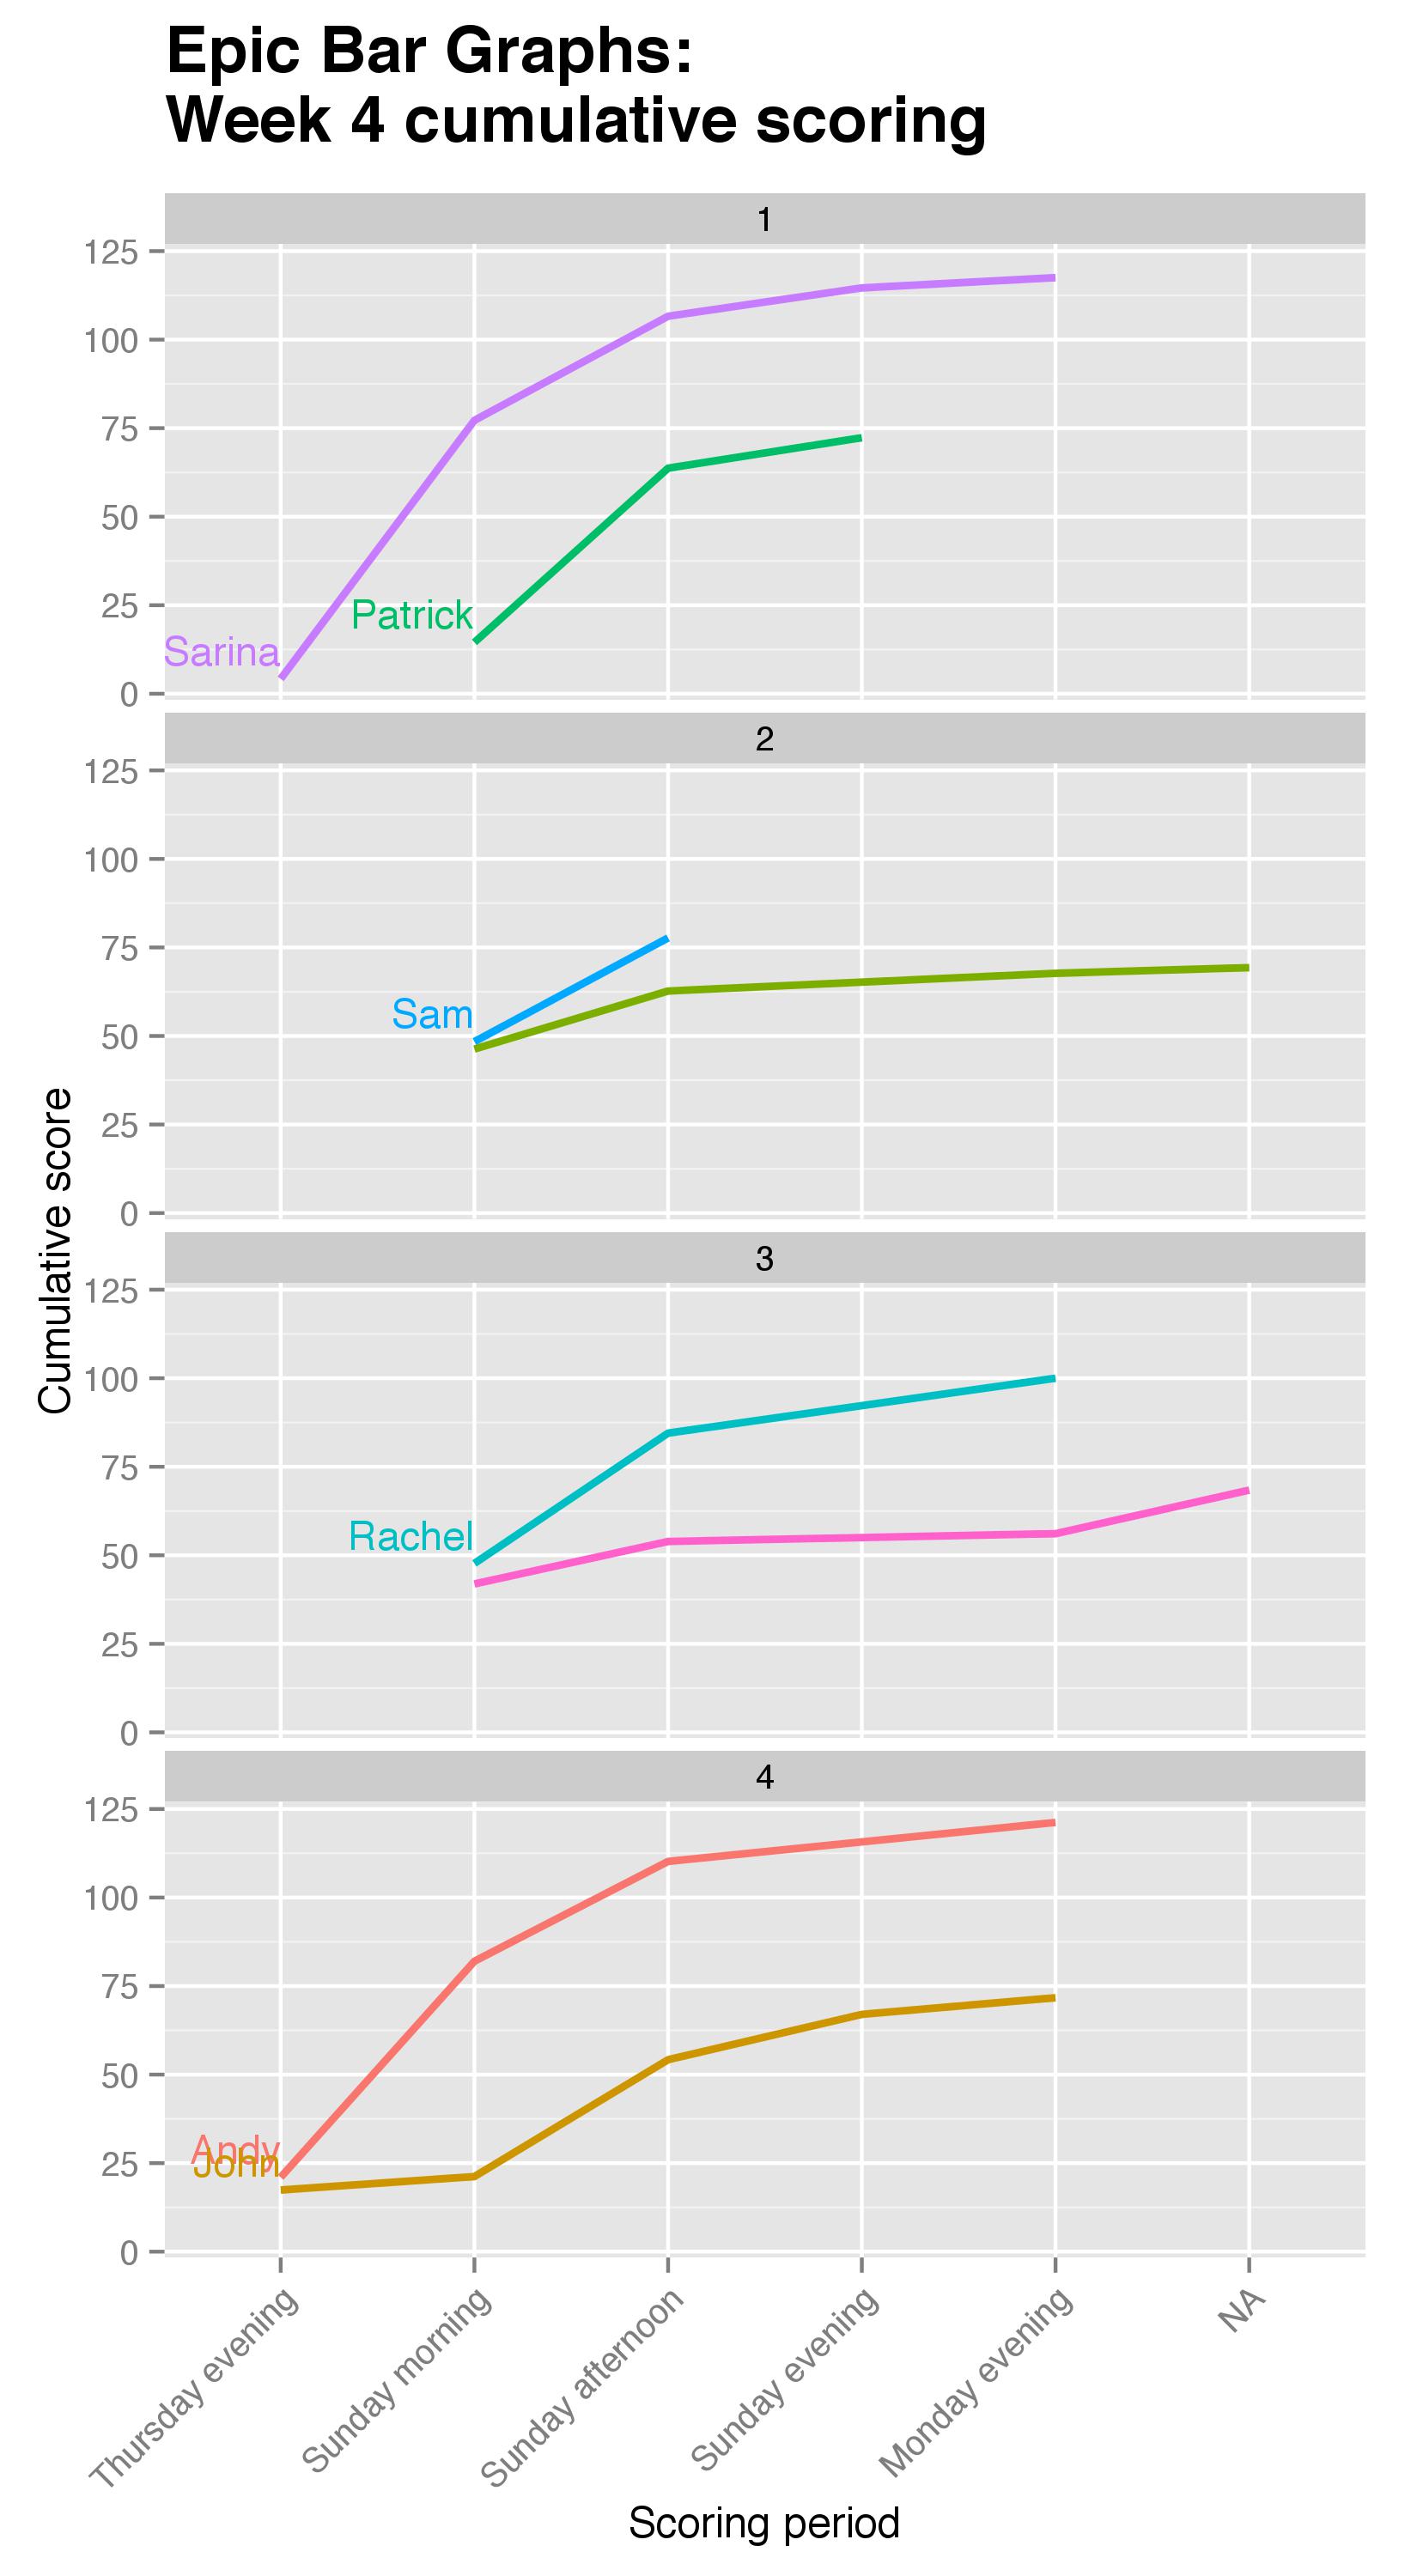 Epic Bar Graphs:
Week 4 cumulative scoring
1
125
100
75
50
25
0
Sarina
Patrick
2
125
100
75
50
25
0
Sam
3
125
100
75
50
25
0
Rachel
4
125
100
75
50
25
0
Andy
John
Cumulative score
Thursday evening
Sunday morning
Sunday afternoon
Sunday evening
Monday evening
NA
Scoring period